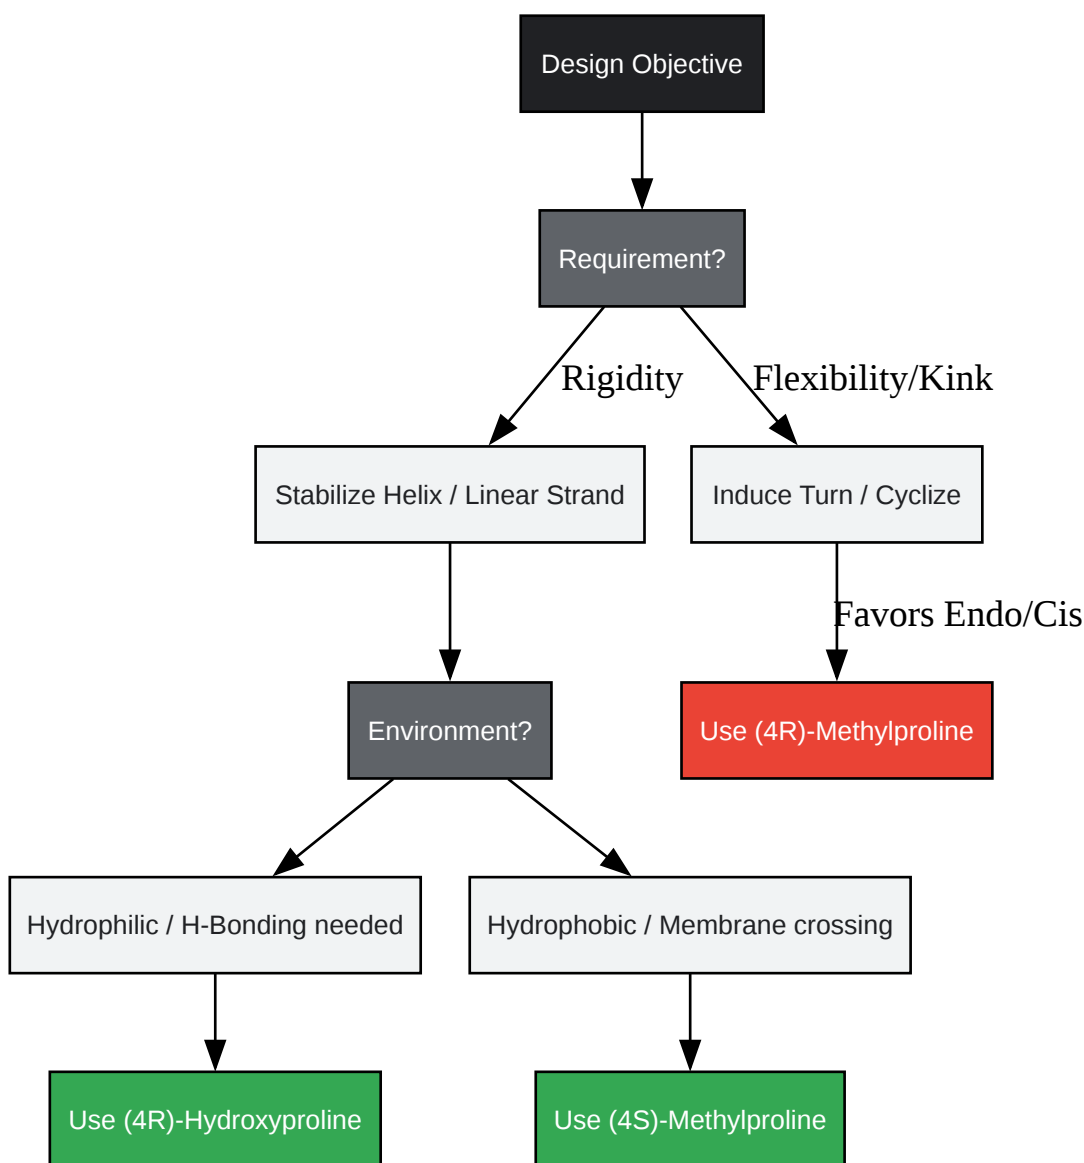 Design Objective
Requirement?
Rigidity
Flexibility/Kink
Stabilize Helix / Linear Strand
Induce Turn / Cyclize
Favors Endo/Cis
Environment?
Use (4R)-Methylproline
Hydrophilic / H-Bonding needed
Hydrophobic / Membrane crossing
Use (4R)-Hydroxyproline
Use (4S)-Methylproline